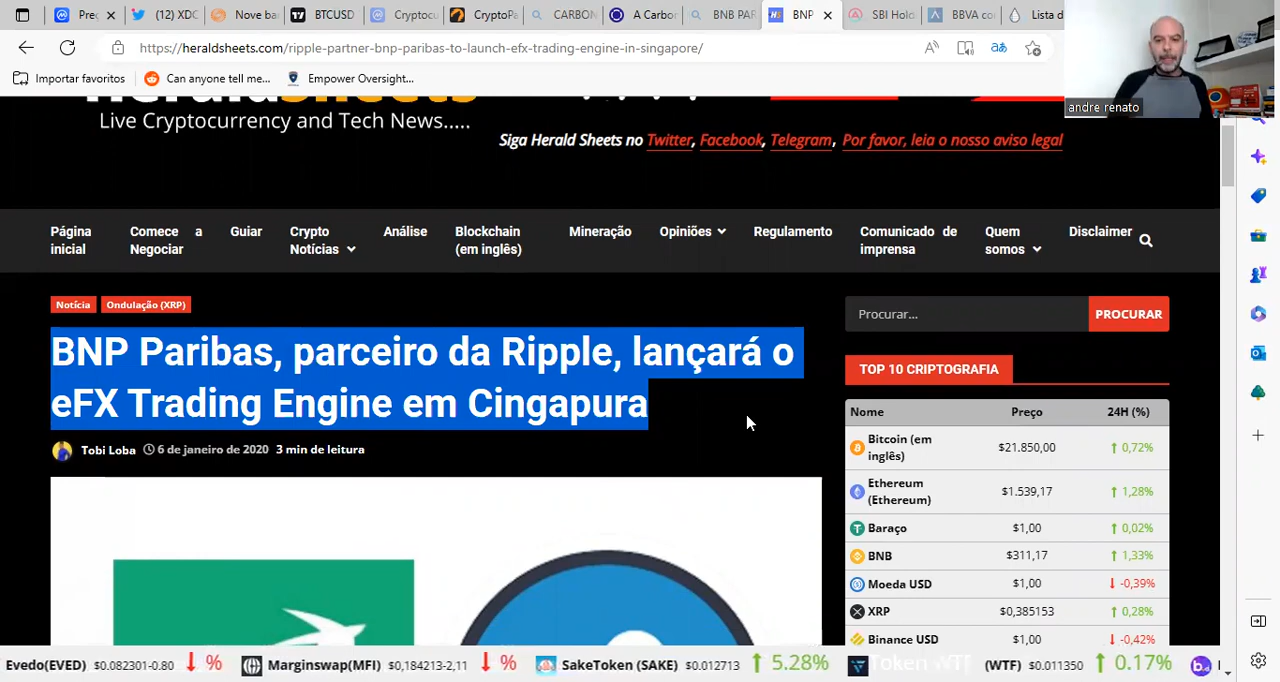 Pre
(12) XDC
Nove ba
BTCUSD
Cryptocu
CryptoPa
CARBON
A Carbor
BNB PAR
BNP
SBI Hold
BBVA co
Lista d
https://heraldsheets.com/ripple-partner-bnp-paribas-to-launch-efx-trading-engine-in-singapore/
andre renato
Importar favoritos
Can anyone tell me...
Empower Oversight...
HeraldSheets
Live Cryptocurrency and Tech News.....
Siga Herald Sheets no Twitter, Facebook, Telegram, Por favor, leia o nosso aviso legal
Página inicial
Comece a Negociar
Guiar
Crypto Notícias
Análise
Blockchain (em inglês)
Mineração
Opiniões
Regulamento
Comunicado de imprensa
Quem somos
Disclaimer
Notícia
Ondulação (XRP)
BNP Paribas, parceiro da Ripple, lançará o
eFX Trading Engine em Cingapura
Tobi Loba 6 de janeiro de 2020 3 min de leitura
Procurar...
PROCURAR
TOP 10 CRIPTOGRAFIA
Nome Preço 24H (%)
Bitcoin (em inglês) $21.850,00 0,72%
Ethereum (Ethereum) $1.539,17 1,28%
Baraço $1,00 0,02%
BNB $311,17 1,33%
Moeda USD $1,00 -0,39%
XRP $0,385153 0,28%
Binance USD $1,00 -0,42%
Evedo(EVED) $0.082301-0.80 % Marginswap(MFI) $0,184213-2,11 % SakeToken (SAKE) $0.012713 5.28% Token WTF (WTF) $0.011350 0.17%